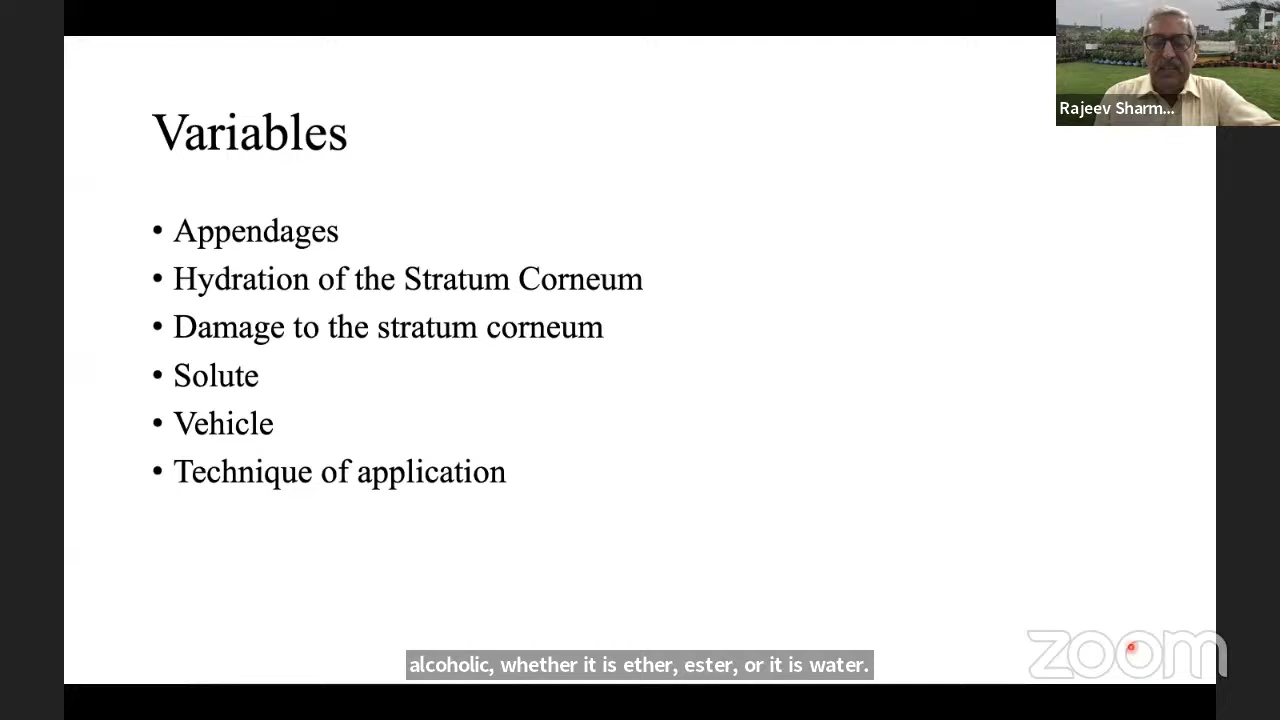 Rajeev Sharm...
Variables
• Appendages
• Hydration of the Stratum Corneum
• Damage to the stratum corneum
• Solute
• Vehicle
• Technique of application
alcoholic, whether it is ether, ester, or it is water.
zoom